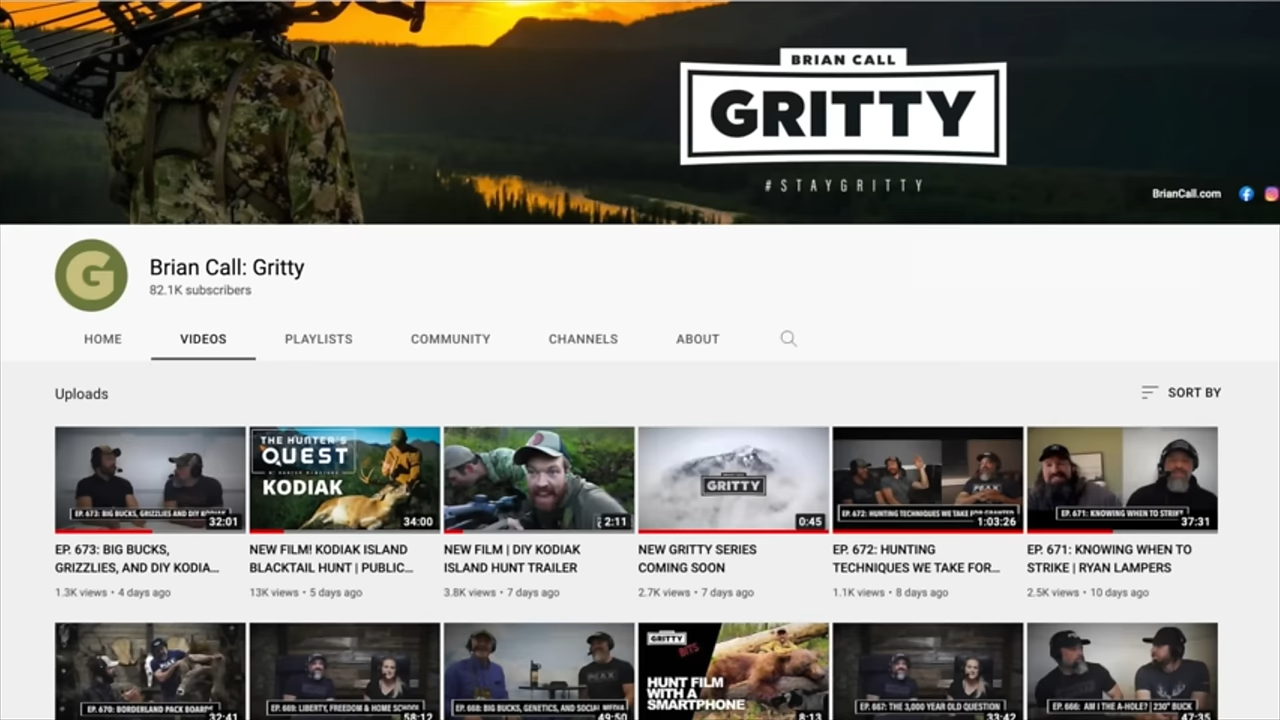 BRIAN CALL
GRITTY
#STAYGRITTY
BrianCall.com
G
Brian Call: Gritty
82.1K subscribers
HOME VIDEOS PLAYLISTS COMMUNITY CHANNELS ABOUT
Uploads
SORT BY
EP. 673: BIG BUCKS, GRIZZLIES AND DIY
32:01
THE HUNTER'S
QUEST
KODIAK
34:00
2:11
GRITTY
0:45
EP. 672: HUNTING TECHNIQUES WE TAKE FOR GRANTED
1:03:26
EP. 671: KNOWING WHEN TO STRIKE
37:31
EP. 673: BIG BUCKS,
GRIZZLIES, AND DIY KODIA...
1.3K views • 4 days ago
NEW FILM! KODIAK ISLAND
BLACKTAIL HUNT | PUBLIC...
13K views • 5 days ago
NEW FILM | DIY KODIAK
ISLAND HUNT TRAILER
3.8K views • 7 days ago
NEW GRITTY SERIES
COMING SOON
2.7K views • 7 days ago
EP. 672: HUNTING
TECHNIQUES WE TAKE FOR...
1.1K views • 8 days ago
EP. 671: KNOWING WHEN TO
STRIKE | RYAN LAMPERS
2.5K views • 10 days ago
EP. 670: BORDERLAND PACK BOARD
32:41
EP. 669: LIBERTY, FREEDOM & HOME SCHOOL
58:12
EP. 668: BIG BUCKS, GENETICS, AND SOCIAL MEDIA
49:50
GRITTY
BITS
HUNT FILM
WITH A
SMARTPHONE
8:13
EP. 667: THE 3,000 YEAR OLD QUESTION
33:42
EP. 666: AM I THE A-HOLE? 230" BUCK
47:35